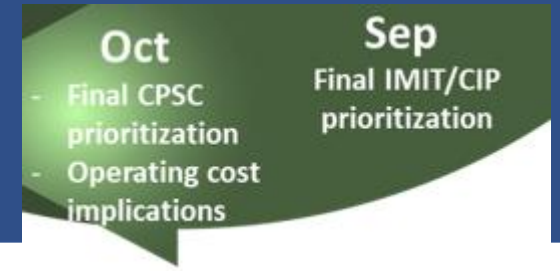 Oct
- Final CPSC
prioritization
- Operating cost
implications
Sep
Final IMIT/CIP
prioritization